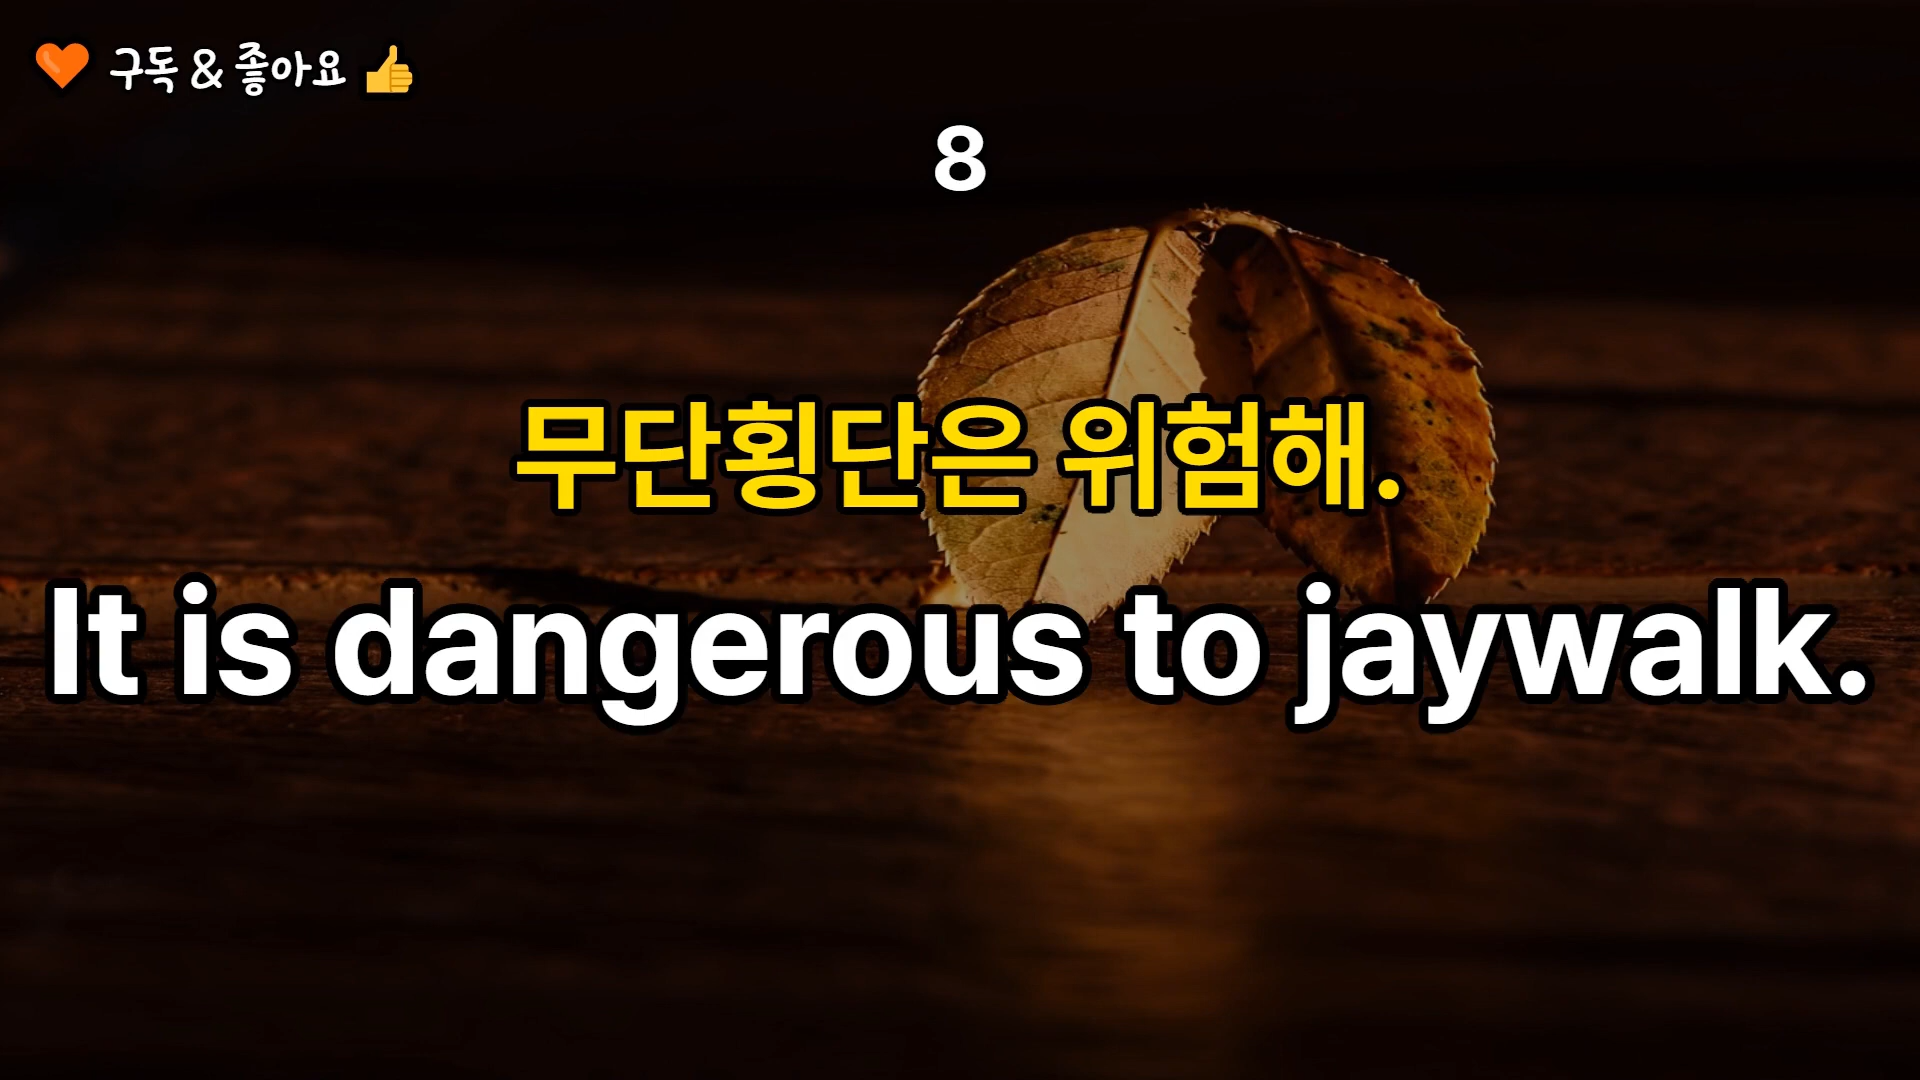 🧡 구독 & 좋아요 👍
8
무단횡단은 위험해.
It is dangerous to jaywalk.